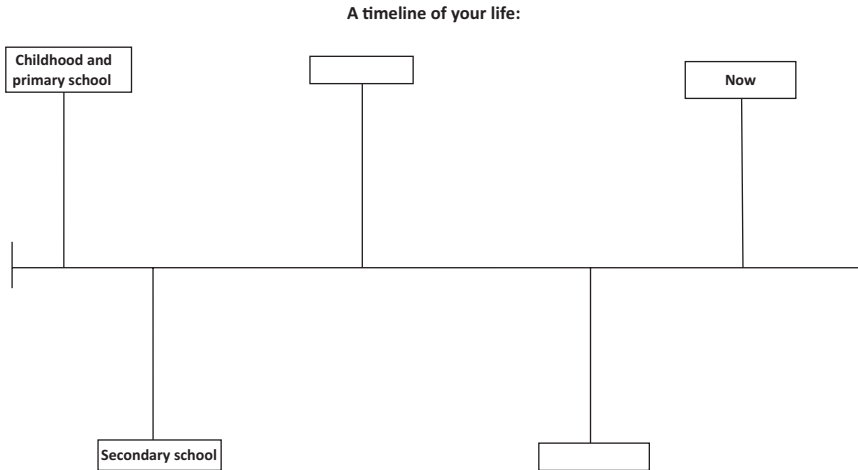 A timeline of your life:
Childhood and
primary school
Now
Secondary school